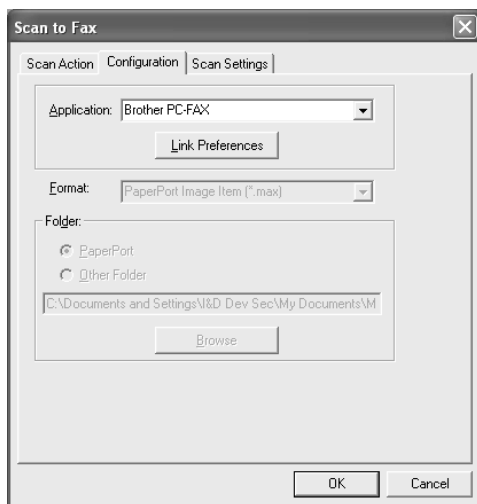 Scan to Fax
Scan Action Configuration Scan Settings
Application: Brother PC-FAX
Link Preferences
Format: PaperPort Image Item (*.max)
Folder:
PaperPort
Other Folder
C:\Documents and Settings\I&D Dev Sec\My Documents\M
Browse
OK Cancel